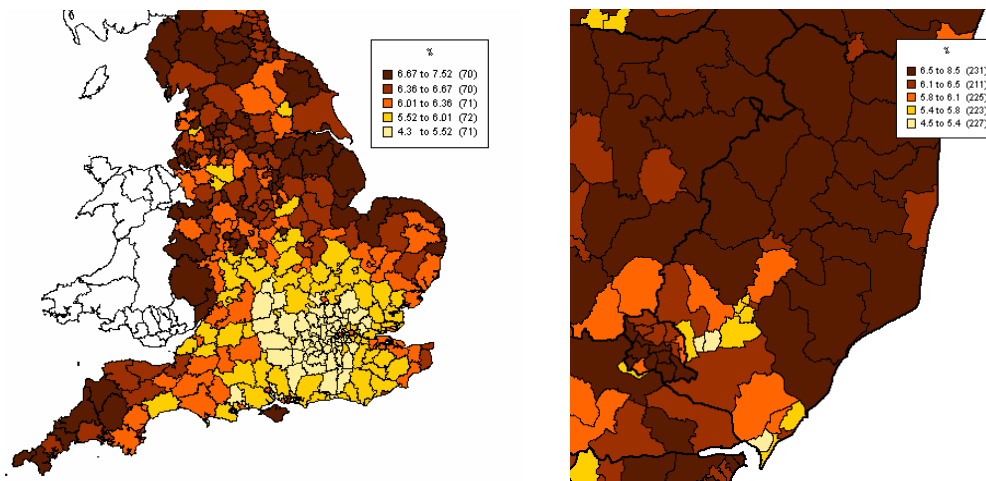 %
6.67 to 7.52 (70)
6.36 to 6.67 (70)
6.01 to 6.36 (71)
5.52 to 6.01 (72)
4.3 to 5.52 (71)
%
6.5 to 8.5 (231)
6.1 to 6.5 (211)
5.8 to 6.1 (225)
5.4 to 5.8 (223)
4.5 to 5.4 (227)